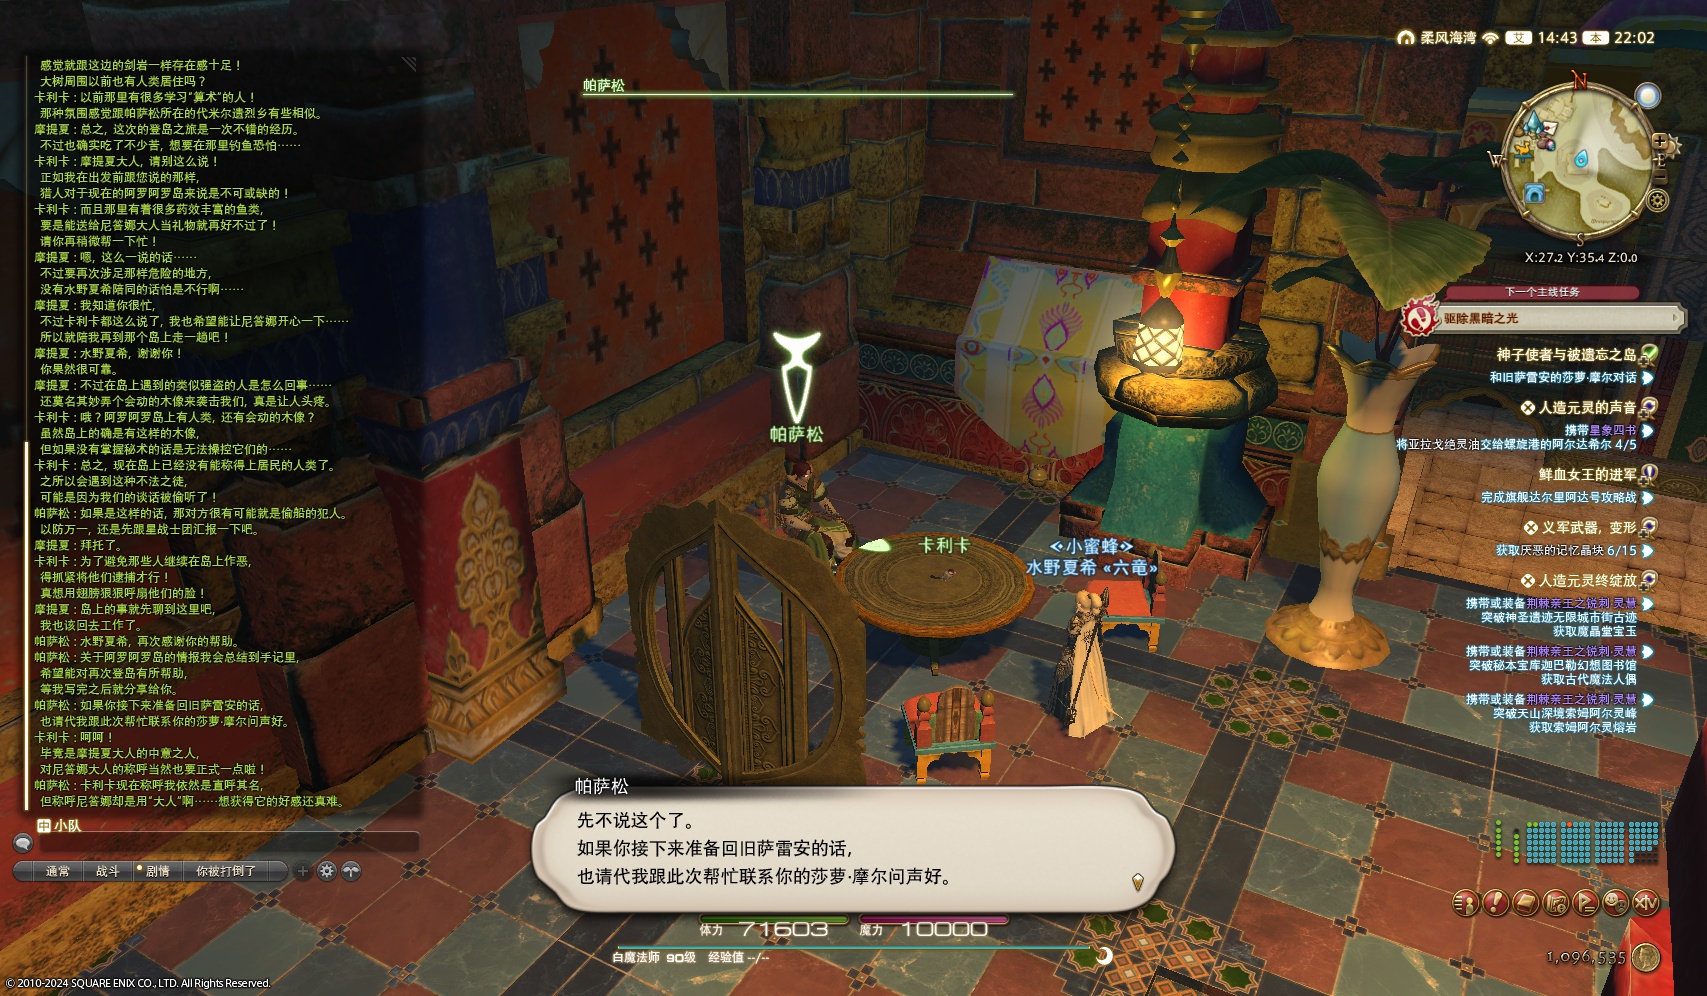 感觉就跟这边的剑岩一样存在感十足！
大树周围以前也有人类居住吗？
卡利卡：以前那里有很多学习“算术”的人！
那种氛围感觉跟帕萨松所在的代米尔遗烈乡有些相似。
摩提夏：总之，这次的登岛之旅是一次不错的经历。
不过也确实吃了不少苦，想要在那里钓鱼恐怕……
卡利卡：摩提夏大人，请别这么说！
正如我在出发前跟您说的那样，
猎人对于现在的阿罗阿罗岛来说是不可或缺的！
卡利卡：而且那里有着很多药效丰富的鱼类，
要是能送给尼答娜大人当礼物就再好不过了！
请你再稍微帮一下忙！
摩提夏：嗯，这么一说的话……
不过要再次涉足那样危险的地方，
没有水野夏希陪同的话怕是不行啊……
摩提夏：我知道你很忙，
不过卡利卡都这么说了，我也希望能让尼答娜开心一下……
所以就陪我再到那个岛上走一趟吧！
摩提夏：水野夏希，谢谢你！
你果然很可靠。
摩提夏：不过在岛上遇到的类似强盗的人是怎么回事……
还莫名其妙弄个会动的木像来袭击我们，真是让人头疼。
卡利卡：哦？阿罗阿罗岛上有人类，还有会动的木像？
虽然岛上的确是有这样的木像，
但如果没有掌握秘术的话是无法操控它们的……
卡利卡：总之，现在岛上已经没有能称得上居民的人类了。
之所以会遇到这种不法之徒，
可能是因为我们的谈话被偷听了！
帕萨松：如果是这样的话，那对方很有可能就是偷船的犯人。
以防万一，还是先跟星战士团汇报一下吧。
摩提夏：拜托了。
卡利卡：为了避免那些人继续在岛上作恶，
得抓紧将他们逮捕才行！
真想用翅膀狠狠呼扇他们的脸！
摩提夏：岛上的事就先聊到这里吧，
我也该回去工作了。
帕萨松：水野夏希，再次感谢你的帮助。
帕萨松：关于阿罗阿罗岛的情报我会总结到手记里，
希望能对再次登岛有所帮助，
等我写完之后就分享给你。
帕萨松：如果你接下来准备回旧萨雷安的话，
也请代我跟此次帮忙联系你的莎萝·摩尔问声好。
卡利卡：呵呵！
毕竟是摩提夏大人的中意之人，
对尼答娜大人的称呼当然也要正式一点啦！
帕萨松：卡利卡现在称呼我依然是直呼其名，
但称呼尼答娜却是用“大人”啊……想获得它的好感还真难。
小队
通常 战斗 剧情 你被打倒了
© 2010-2024 SQUARE ENIX CO., LTD. All Rights Reserved.
帕萨松
帕萨松
卡利卡
小蜜蜂
水野夏希 «六竜»
帕萨松
先不说这个了。
如果你接下来准备回旧萨雷安的话，
也请代我跟此次帮忙联系你的莎萝·摩尔问声好。
体力 71603 魔力 10000
白魔法师 90级 经验值 --/--
柔风海湾 艾 14:43 本 22:02
N
W
E
S
X:27.2 Y:35.4 Z:0.0
下一个主线任务
驱除黑暗之光
神子使者与被遗忘之岛
和旧萨雷安的莎萝·摩尔对话
人造元灵的声音
携带星象四书
将亚拉戈绝灵油交给螺旋港的阿尔达希尔 4/5
鲜血女王的进军
完成旗舰达尔里阿达号攻略战
义军武器，变形
获取厌恶的记忆晶块 6/15
人造元灵终绽放
携带或装备荆棘亲王之锐刺·灵慧
突破神圣遗迹无限城市街古迹
获取魔晶堂宝玉
携带或装备荆棘亲王之锐刺·灵慧
突破秘本宝库迦巴勒幻想图书馆
获取古代魔法人偶
携带或装备荆棘亲王之锐刺·灵慧
突破天山深境索姆阿尔灵峰
获取索姆阿尔灵熔岩
XIV
1,096,535